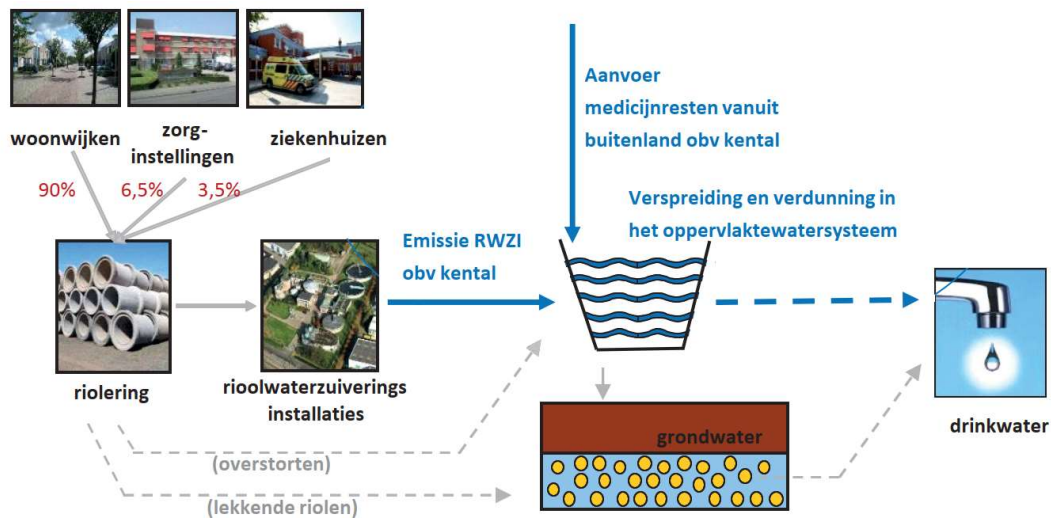 woonwijken
zorg-
instellingen
ziekenhuizen
90%
6,5%
3,5%
Aanvoer
medicijnresten vanuit
buitenland obv kental
Verspreiding en verdunning in
het oppervlaktewatersysteem
Emissie RWZI
obv kental
riolering
rioolwaterzuiverings
installaties
grondwater
drinkwater
(overstorten)
(lekkende riolen)